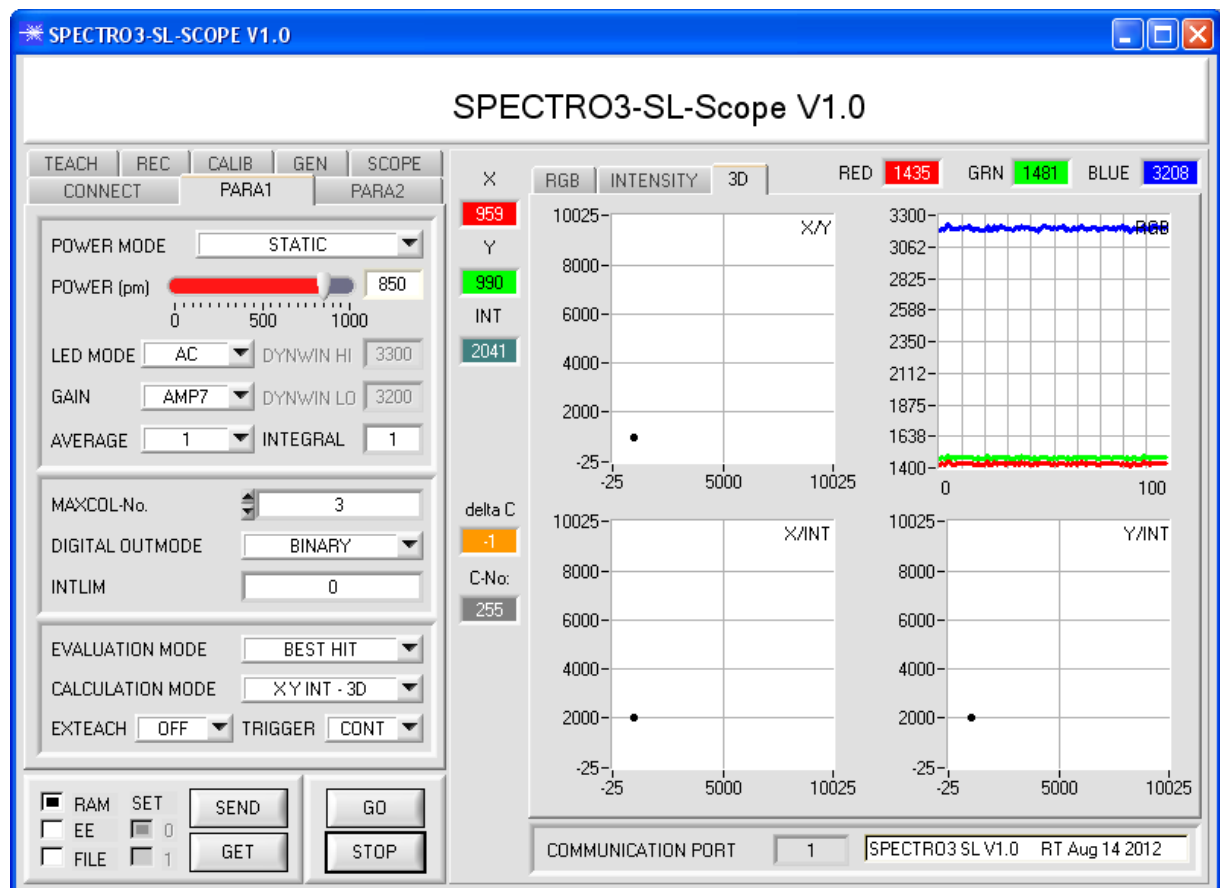 SPECTRO3-SL-SCOPE V1.0
SPECTRO3-SL-Scope V1.0
TEACH REC CALIB GEN SCOPE
CONNECT PARA1 PARA2
POWER MODE STATIC
POWER (pm) 850
0 500 1000
LED MODE AC DYNWIN HI 3300
GAIN AMP7 DYNWIN LO 3200
AVERAGE 1 INTEGRAL 1
MAXCOL-No. 3
DIGITAL OUTMODE BINARY
INTLIM 0
EVALUATION MODE BEST HIT
CALCULATION MODE X Y INT - 3D
EXTEACH OFF TRIGGER CONT
RAM SET SEND GO
EE 0
FILE 1 GET STOP
X
959
Y
990
INT
2041
delta C
-1
C-No:
255
RGB INTENSITY 3D RED 1435 GRN 1481 BLUE 3208
X/Y
10025
8000
6000
4000
2000
-25
-25 5000 10025
RGB
3300
3062
2825
2588
2350
2112
1875
1638
1400
0 100
X/INT
10025
8000
6000
4000
2000
-25
-25 5000 10025
Y/INT
10025
8000
6000
4000
2000
-25
-25 5000 10025
COMMUNICATION PORT 1 SPECTRO3 SL V1.0 RT Aug 14 2012